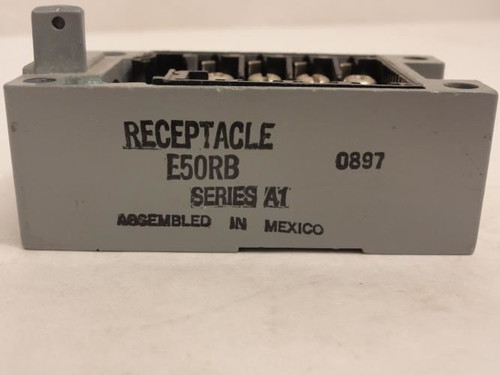 RECEPTACLE
E50RB
0897
SERIES A1
ASSEMBLED IN MEXICO